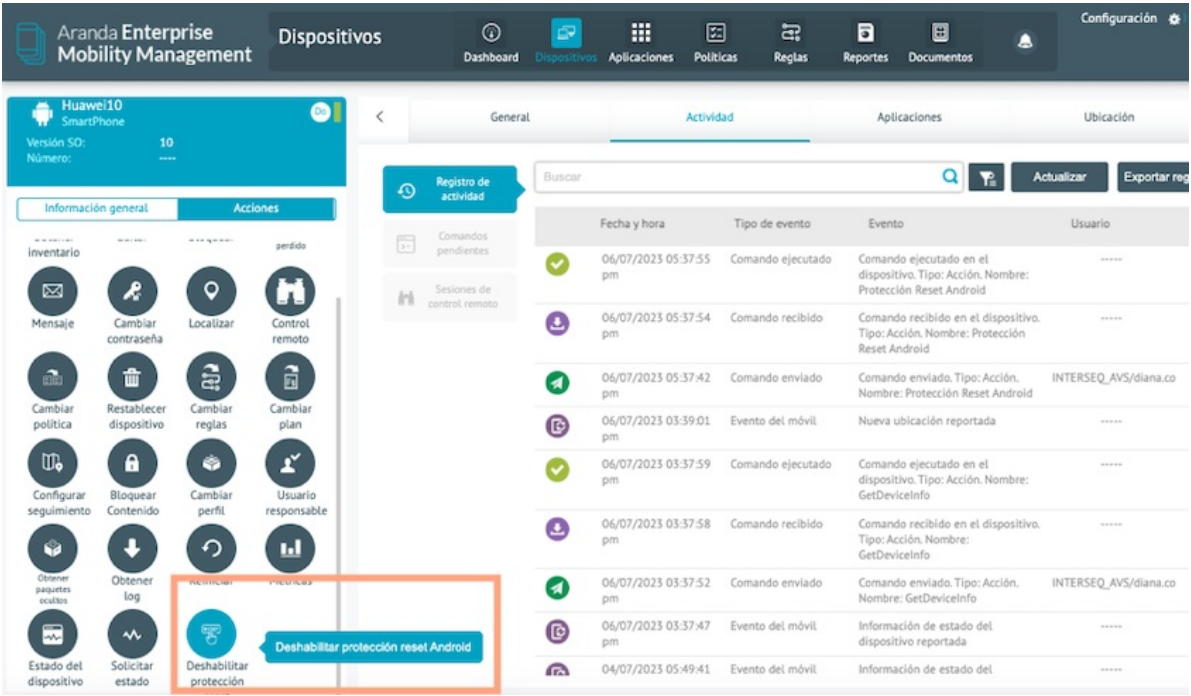 Aranda Enterprise
Mobility Management
Dispositivos
Dashboard
Dispositivos
Aplicaciones
Políticas
Reglas
Reportes
Documentos
Configuración
Huawei10
SmartPhone
Do
Versión SO: 10
Número: ----
Información general
Acciones
General
Actividad
Aplicaciones
Ubicación
Registro de
actividad
Comandos
pendientes
Sesiones de
control remoto
Buscar
Actualizar
Exportar reg
inventario
perdido
Mensaje
Cambiar
contraseña
Localizar
Control
remoto
Cambiar
política
Restablecer
dispositivo
Cambiar
reglas
Cambiar
plan
Configurar
seguimiento
Bloquear
Contenido
Cambiar
perfil
Usuario
responsable
Obtener
paquetes
ocultos
Obtener
log
Reiniciar
Métricas
Estado del
dispositivo
Solicitar
estado
Deshabilitar
protección
Deshabilitar protección reset Android
Fecha y hora Tipo de evento Evento Usuario
06/07/2023 05:37:55
pm
Comando ejecutado
Comando ejecutado en el
dispositivo. Tipo: Acción. Nombre:
Protección Reset Android
-----
06/07/2023 05:37:54
pm
Comando recibido
Comando recibido en el dispositivo.
Tipo: Acción. Nombre: Protección
Reset Android
-----
06/07/2023 05:37:42
pm
Comando enviado
Comando enviado. Tipo: Acción.
Nombre: Protección Reset Android
INTERSEQ_AVS/diana.co
06/07/2023 03:39:01
pm
Evento del móvil
Nueva ubicación reportada
-----
06/07/2023 03:37:59
pm
Comando ejecutado
Comando ejecutado en el
dispositivo. Tipo: Acción. Nombre:
GetDeviceInfo
-----
06/07/2023 03:37:58
pm
Comando recibido
Comando recibido en el dispositivo.
Tipo: Acción. Nombre:
GetDeviceInfo
-----
06/07/2023 03:37:52
pm
Comando enviado
Comando enviado. Tipo: Acción.
Nombre: GetDeviceInfo
INTERSEQ_AVS/diana.co
06/07/2023 03:37:47
pm
Evento del móvil
Información de estado del
dispositivo reportada
-----
04/07/2023 05:49:41
Evento del móvil
Información de estado del
-----